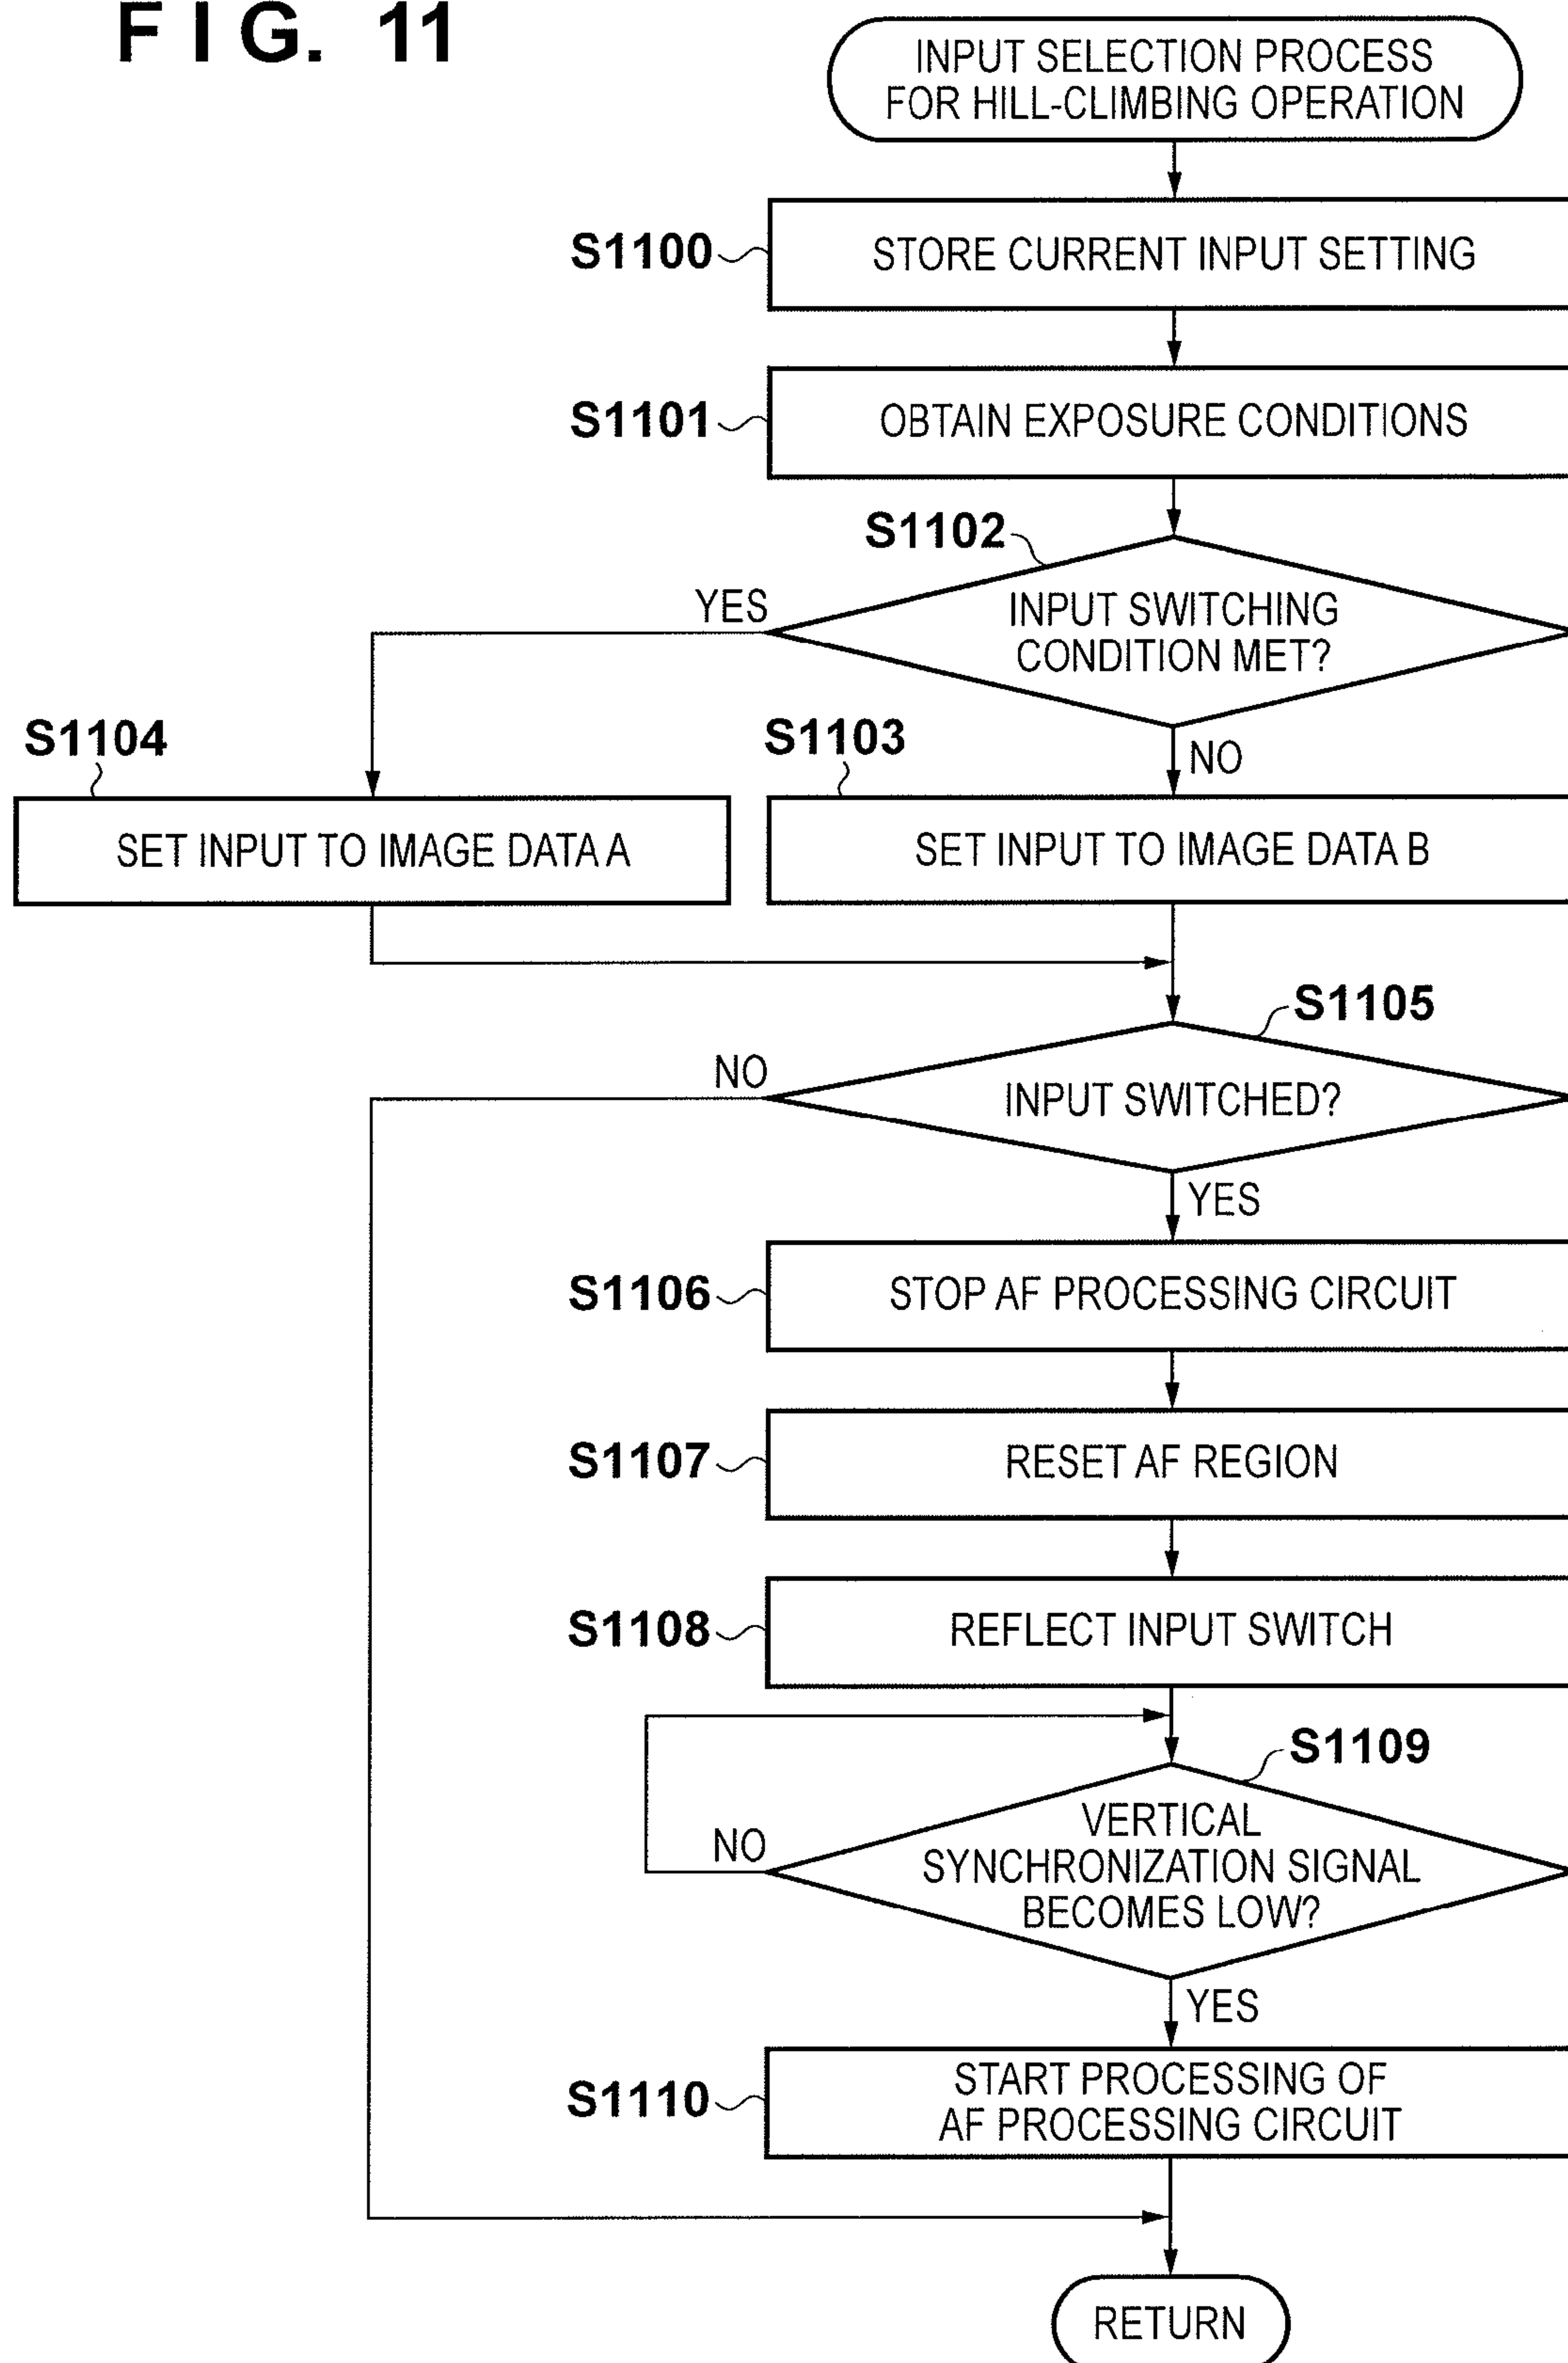 FIG. 11
INPUT SELECTION PROCESS
FOR HILL-CLIMBING OPERATION
S1100
STORE CURRENT INPUT SETTING
S1101
OBTAIN EXPOSURE CONDITIONS
S1102
YES
INPUT SWITCHING
CONDITION MET?
NO
S1104
SET INPUT TO IMAGE DATA A
S1103
SET INPUT TO IMAGE DATA B
S1105
NO
INPUT SWITCHED?
YES
S1106
STOP AF PROCESSING CIRCUIT
S1107
RESET AF REGION
S1108
REFLECT INPUT SWITCH
S1109
NO
VERTICAL
SYNCHRONIZATION SIGNAL
BECOMES LOW?
YES
S1110
START PROCESSING OF
AF PROCESSING CIRCUIT
RETURN